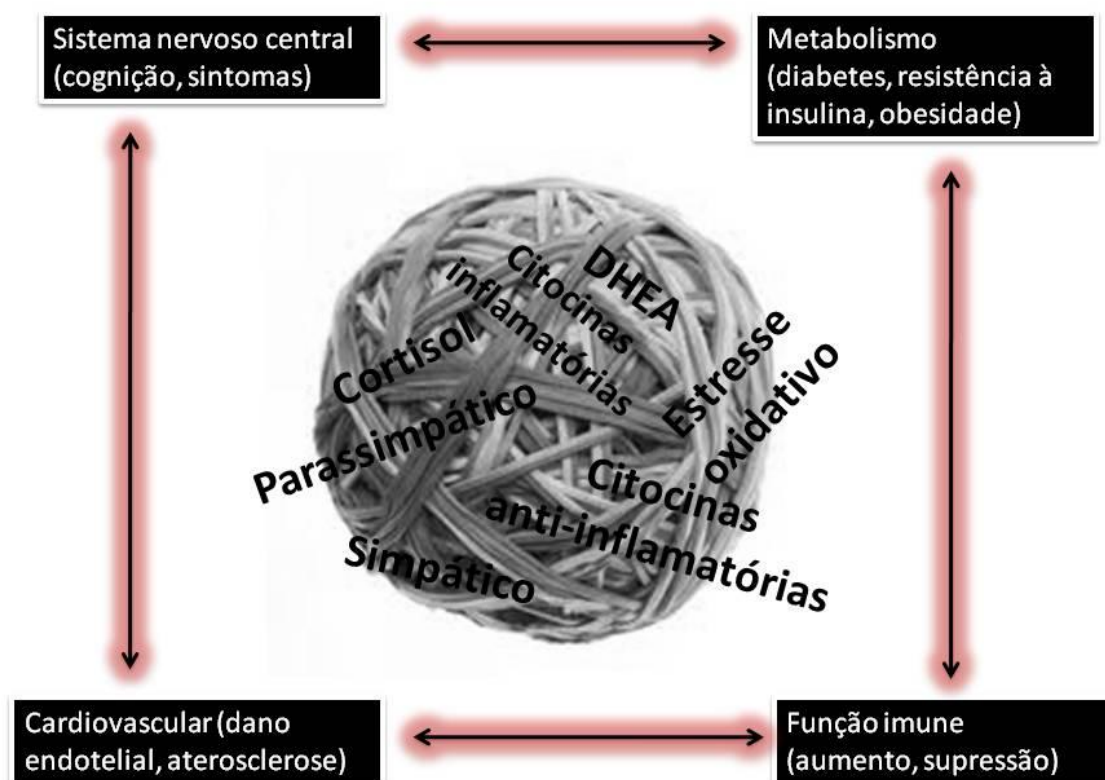 Sistema nervoso central
(cognição, sintomas)
Metabolismo
(diabetes, resistência à
insulina, obesidade)
DHEA
Citocinas
inflamatórias
Cortisol
Estresse
oxidativo
Parassimpático
Citocinas
anti-inflamatórias
Simpático
Cardiovascular (dano
endotelial, aterosclerose)
Função imune
(aumento, supressão)